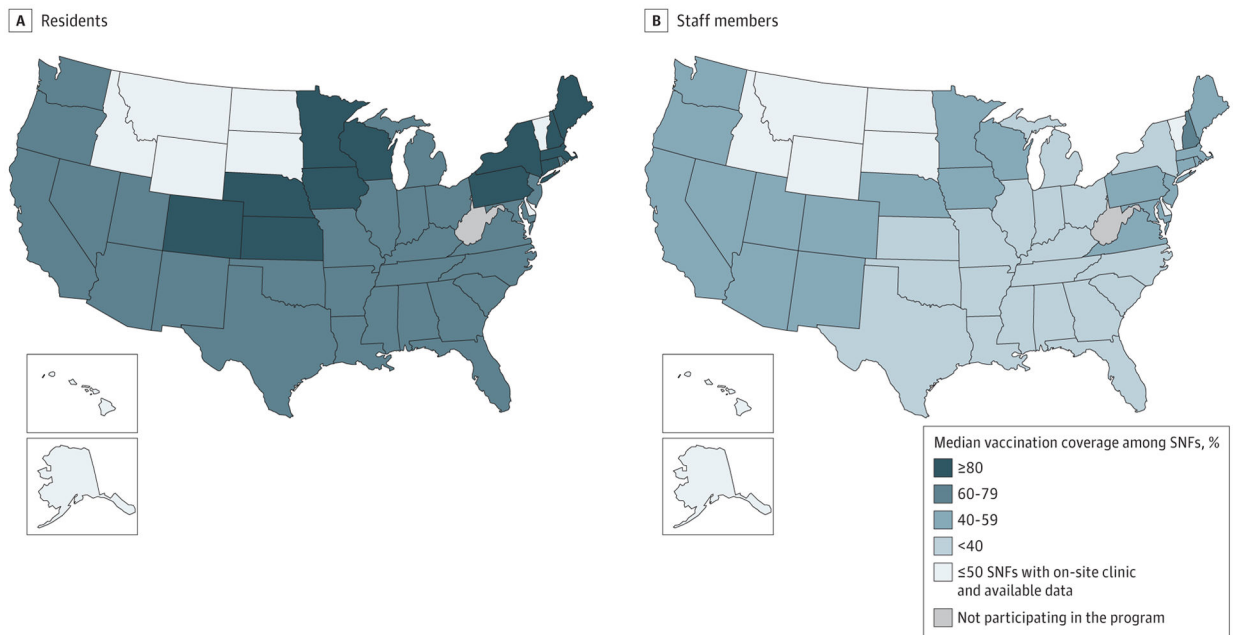 A Residents
B Staff members
Median vaccination coverage among SNFs, %
≥80
60-79
40-59
<40
≤50 SNFs with on-site clinic
and available data
Not participating in the program